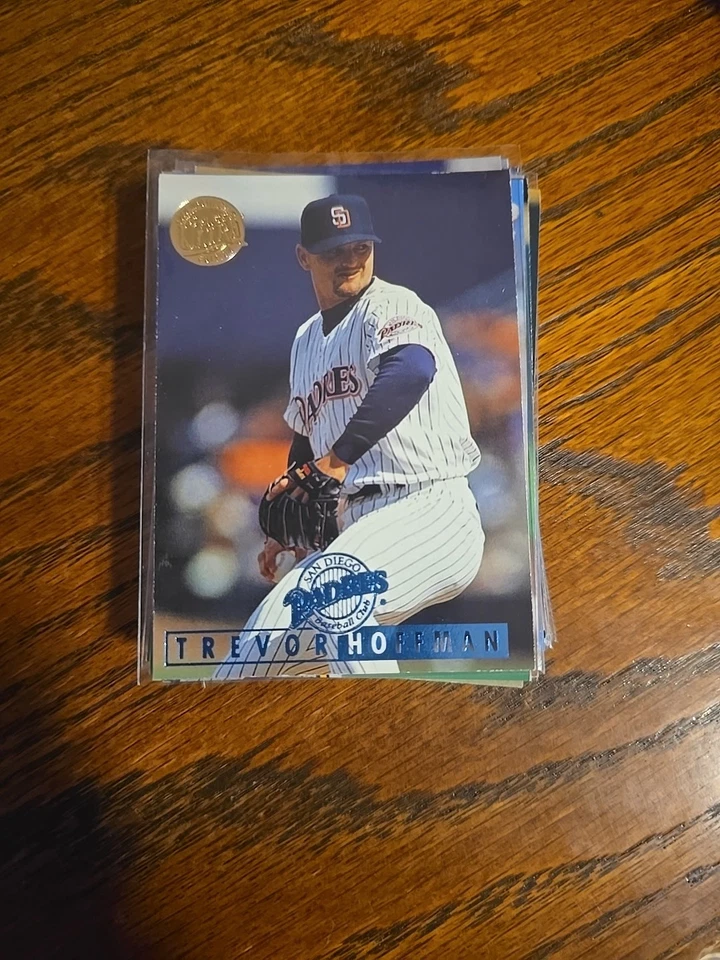 SD
PADRES
PADRES
SAN DIEGO
PADRES
Baseball Club
TREVOR HOFFMAN